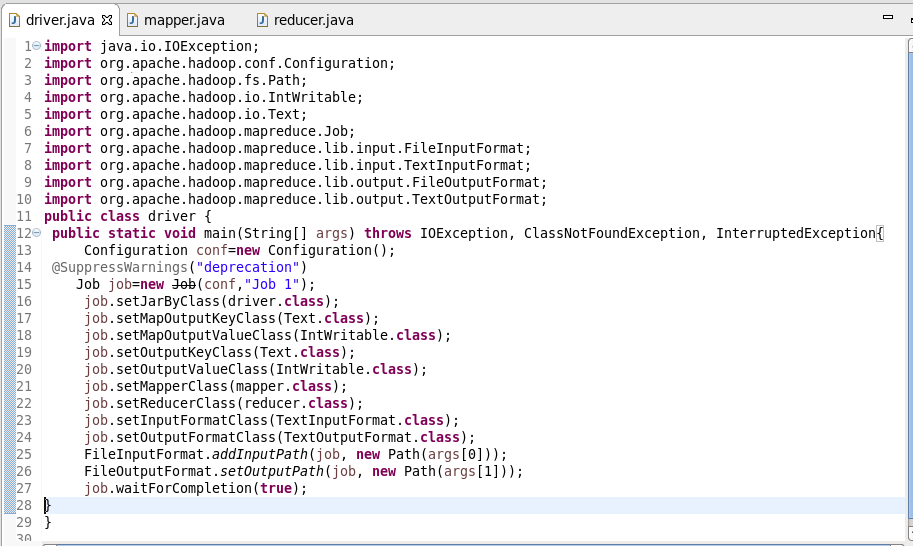 driver.java mapper.java reducer.java
1 import java.io.IOException;
2 import org.apache.hadoop.conf.Configuration;
3 import org.apache.hadoop.fs.Path;
4 import org.apache.hadoop.io.IntWritable;
5 import org.apache.hadoop.io.Text;
6 import org.apache.hadoop.mapreduce.Job;
7 import org.apache.hadoop.mapreduce.lib.input.FileInputFormat;
8 import org.apache.hadoop.mapreduce.lib.input.TextInputFormat;
9 import org.apache.hadoop.mapreduce.lib.output.FileOutputFormat;
10 import org.apache.hadoop.mapreduce.lib.output.TextOutputFormat;
11 public class driver {
12 public static void main(String[] args) throws IOException, ClassNotFoundException, InterruptedException{
13 Configuration conf=new Configuration();
14 @SuppressWarnings("deprecation")
15 Job job=new Job(conf,"Job 1");
16 job.setJarByClass(driver.class);
17 job.setMapOutputKeyClass(Text.class);
18 job.setMapOutputValueClass(IntWritable.class);
19 job.setOutputKeyClass(Text.class);
20 job.setOutputValueClass(IntWritable.class);
21 job.setMapperClass(mapper.class);
22 job.setReducerClass(reducer.class);
23 job.setInputFormatClass(TextInputFormat.class);
24 job.setOutputFormatClass(TextOutputFormat.class);
25 FileInputFormat.addInputPath(job, new Path(args[0]));
26 FileOutputFormat.setOutputPath(job, new Path(args[1]));
27 job.waitForCompletion(true);
28 }
29 }
30